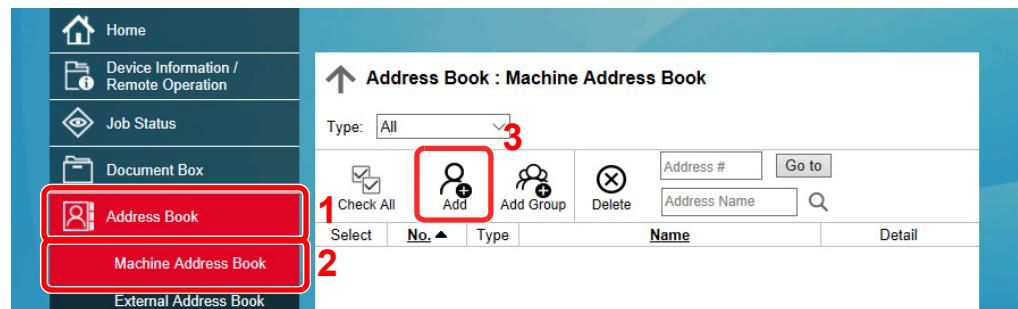 Home
Device Information /
Remote Operation
Job Status
Document Box
1
Address Book
2
Machine Address Book
External Address Book
Address Book : Machine Address Book
Type: All
3
Check All
Add
Add Group
Delete
Address # Go to
Address Name
Select No. ▲ Type Name Detail